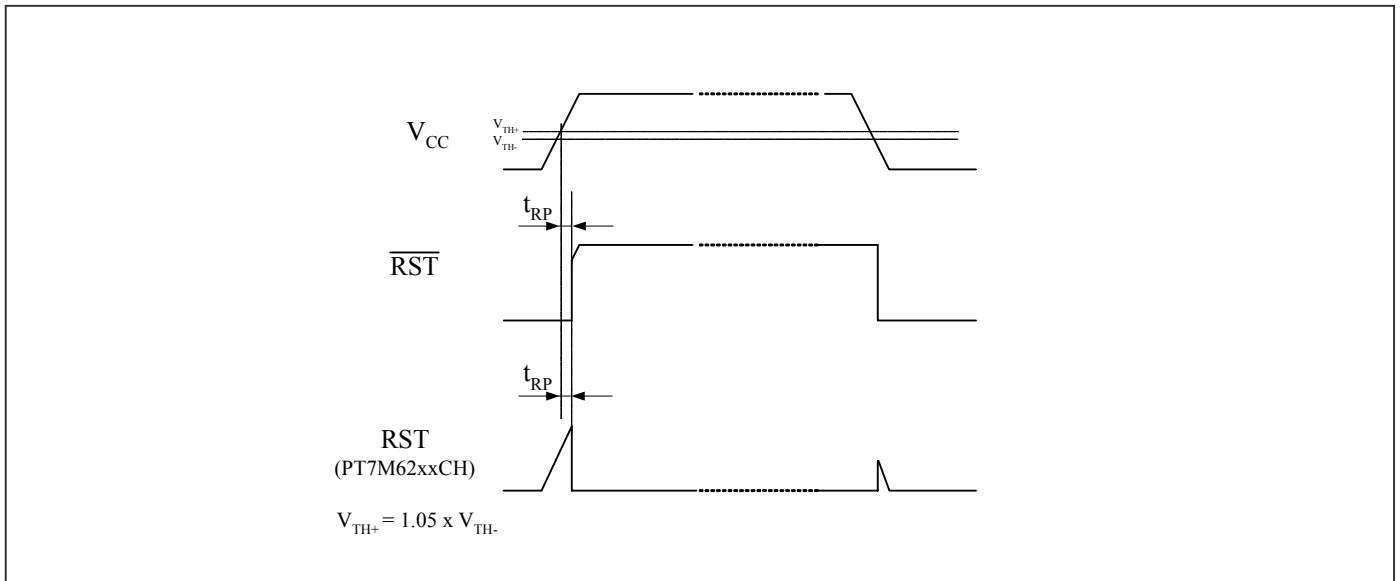 V_TH+
V_CC
V_TH-
t_RP
RST
t_RP
RST
(PT7M62xxCH)
V_TH+ = 1.05 x V_TH-